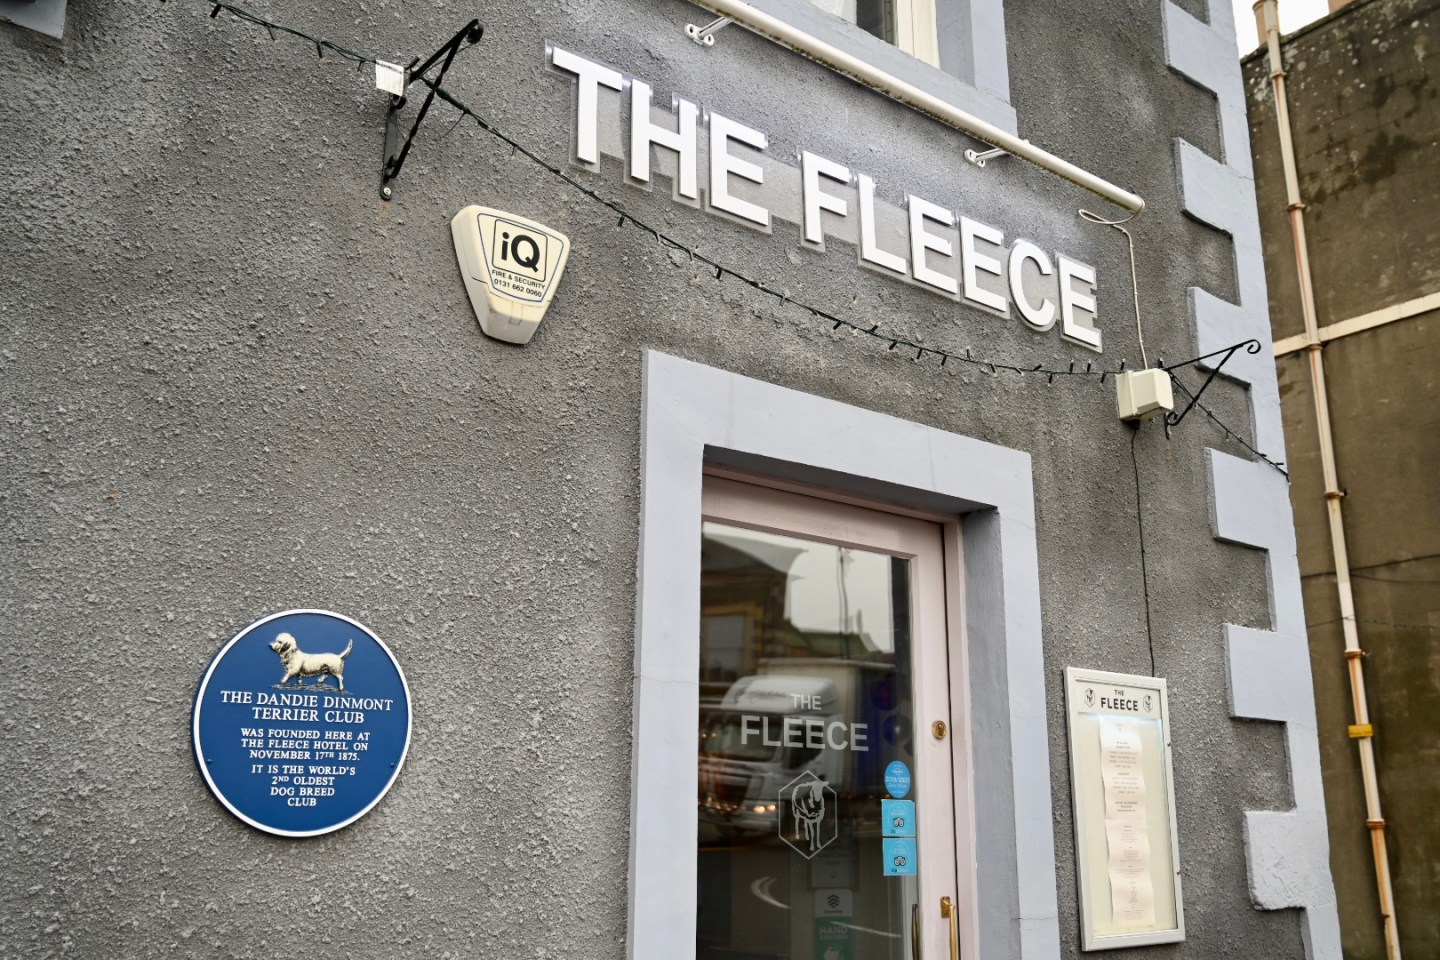 THE FLEECE
iQ
FIRE & SECURITY
0131 662 0060
THE DANDIE DINMONT
TERRIER CLUB
WAS FOUNDED HERE AT
THE FLEECE HOTEL ON
NOVEMBER 17TH 1875.
IT IS THE WORLD'S
2ND OLDEST
DOG BREED
CLUB
THE
FLEECE
HAND
THE
FLEECE